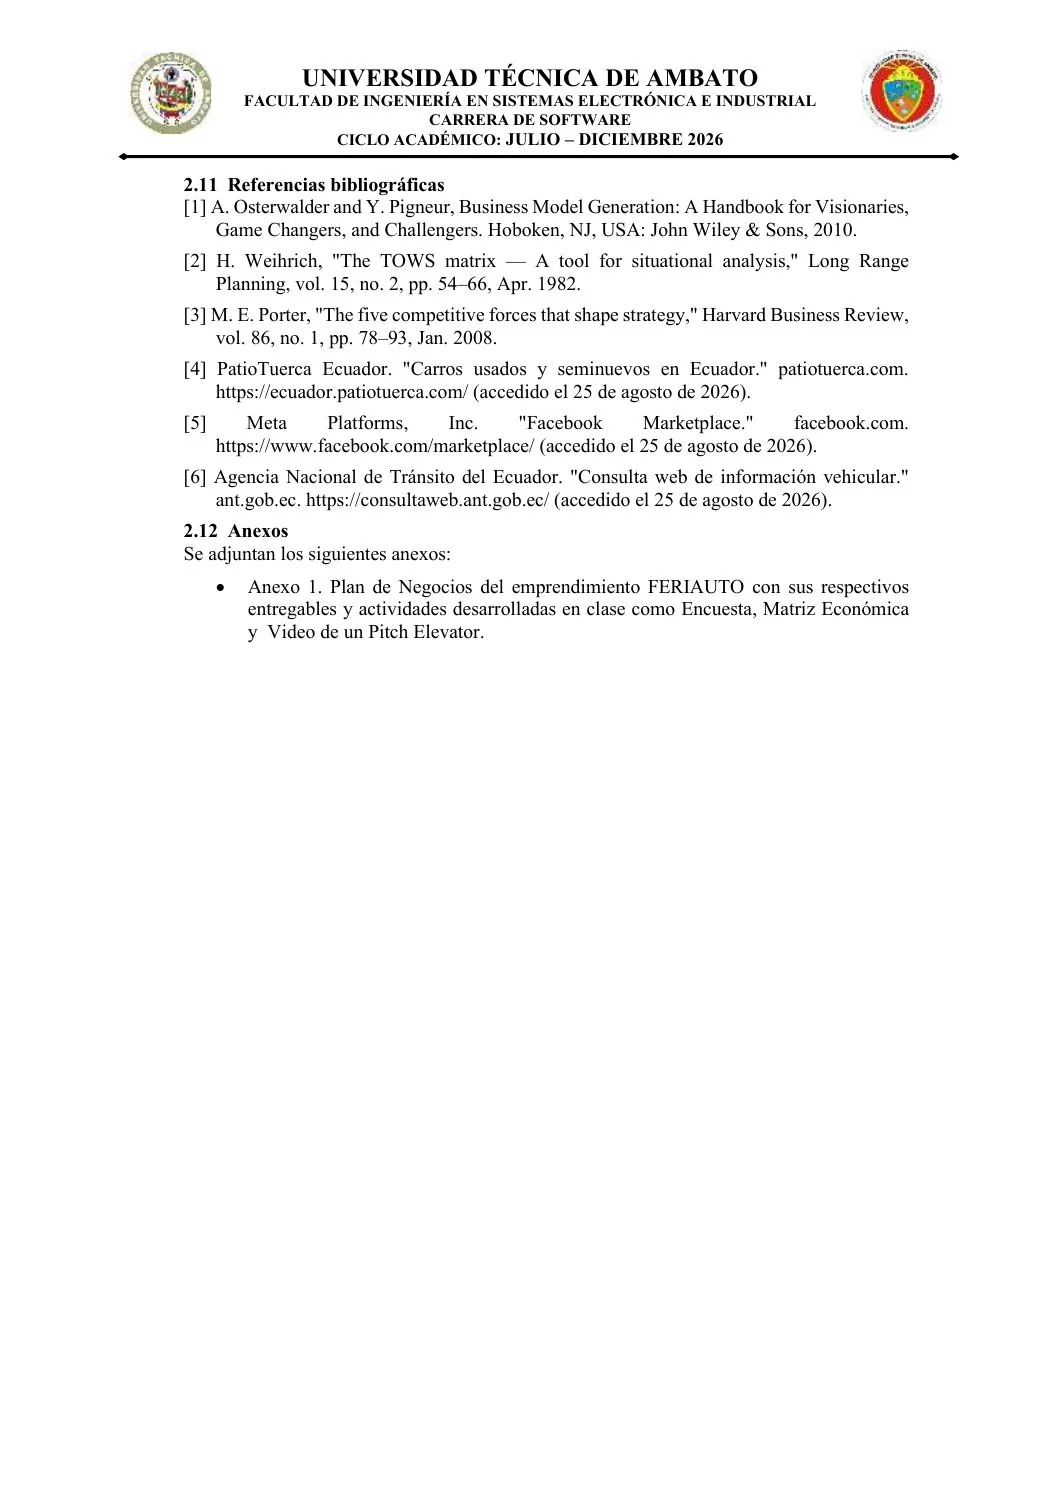 UNIVERSIDAD TÉCNICA DE AMBATO
FACULTAD DE INGENIERÍA EN SISTEMAS ELECTRÓNICA E INDUSTRIAL
CARRERA DE SOFTWARE
CICLO ACADÉMICO: JULIO – DICIEMBRE 2026
2.11 Referencias bibliográficas
[1] A. Osterwalder and Y. Pigneur, Business Model Generation: A Handbook for Visionaries,
Game Changers, and Challengers. Hoboken, NJ, USA: John Wiley & Sons, 2010.
[2] H. Weihrich, "The TOWS matrix — A tool for situational analysis," Long Range
Planning, vol. 15, no. 2, pp. 54–66, Apr. 1982.
[3] M. E. Porter, "The five competitive forces that shape strategy," Harvard Business Review,
vol. 86, no. 1, pp. 78–93, Jan. 2008.
[4] PatioTuerca Ecuador. "Carros usados y seminuevos en Ecuador." patiotuerca.com.
https://ecuador.patiotuerca.com/ (accedido el 25 de agosto de 2026).
[5] Meta Platforms, Inc. "Facebook Marketplace." facebook.com.
https://www.facebook.com/marketplace/ (accedido el 25 de agosto de 2026).
[6] Agencia Nacional de Tránsito del Ecuador. "Consulta web de información vehicular."
ant.gob.ec. https://consultaweb.ant.gob.ec/ (accedido el 25 de agosto de 2026).
2.12 Anexos
Se adjuntan los siguientes anexos:
• Anexo 1. Plan de Negocios del emprendimiento FERIAUTO con sus respectivos
entregables y actividades desarrolladas en clase como Encuesta, Matriz Económica
y Video de un Pitch Elevator.